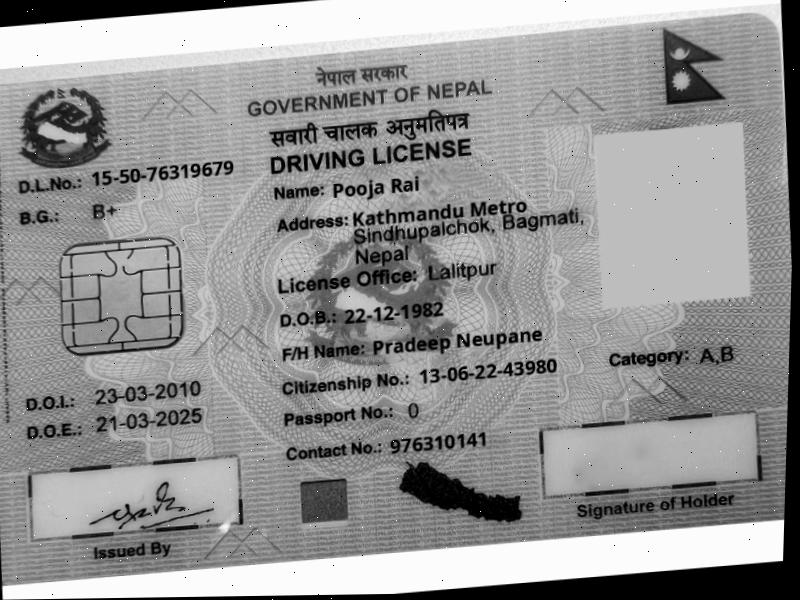 नेपाल सरकार
GOVERNMENT OF NEPAL
सवारी चालक अनुमतिपत्र
DRIVING LICENSE
D.L.No.: 15-50-76319679
B.G.: B+
Name: Pooja Rai
Address: Kathmandu Metro
Sindhupalchok, Bagmati,
Nepal
License Office: Lalitpur
D.O.B.: 22-12-1982
F/H Name: Pradeep Neupane
Citizenship No.: 13-06-22-43980
Category: A,B
D.O.I.: 23-03-2010
D.O.E.: 21-03-2025
Passport No.: 0
Contact No.: 976310141
Issued By
Signature of Holder